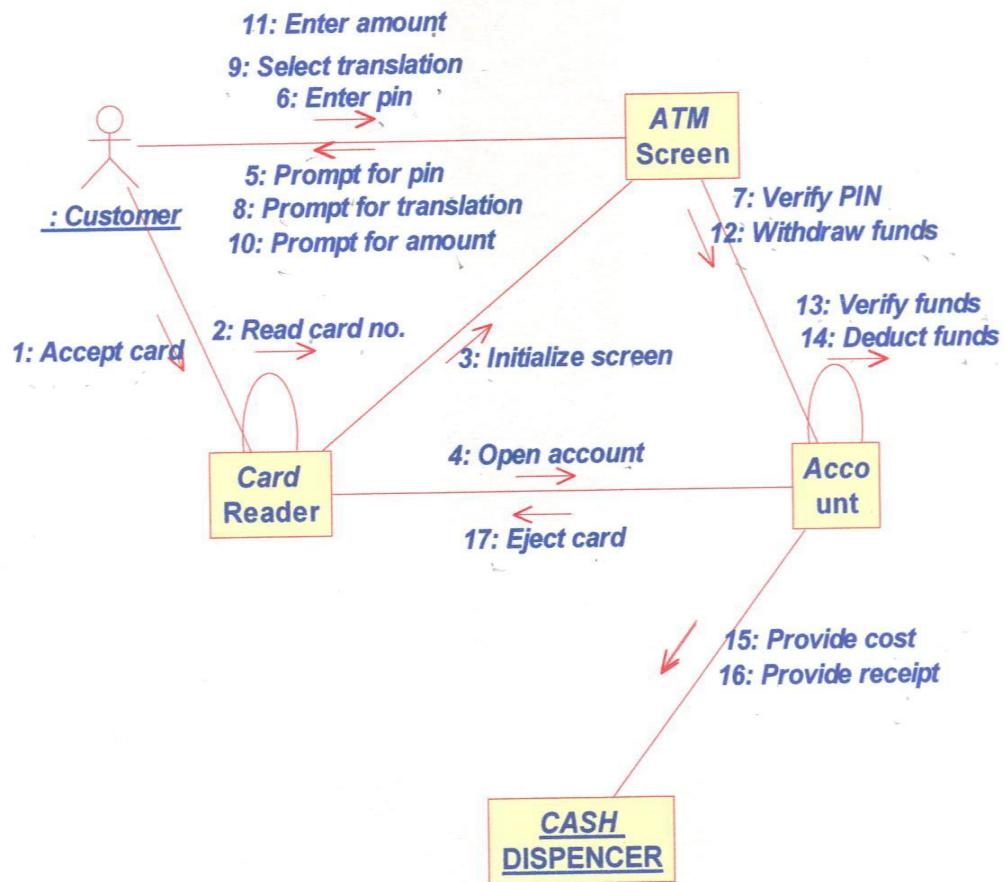 11: Enter amount
9: Select translation
6: Enter pin
ATM
Screen
5: Prompt for pin
8: Prompt for translation
10: Prompt for amount
: Customer
7: Verify PIN
12: Withdraw funds
13: Verify funds
14: Deduct funds
2: Read card no.
1: Accept card
3: Initialize screen
4: Open account
Card
Reader
Acco
unt
17: Eject card
15: Provide cost
16: Provide receipt
CASH
DISPENCER